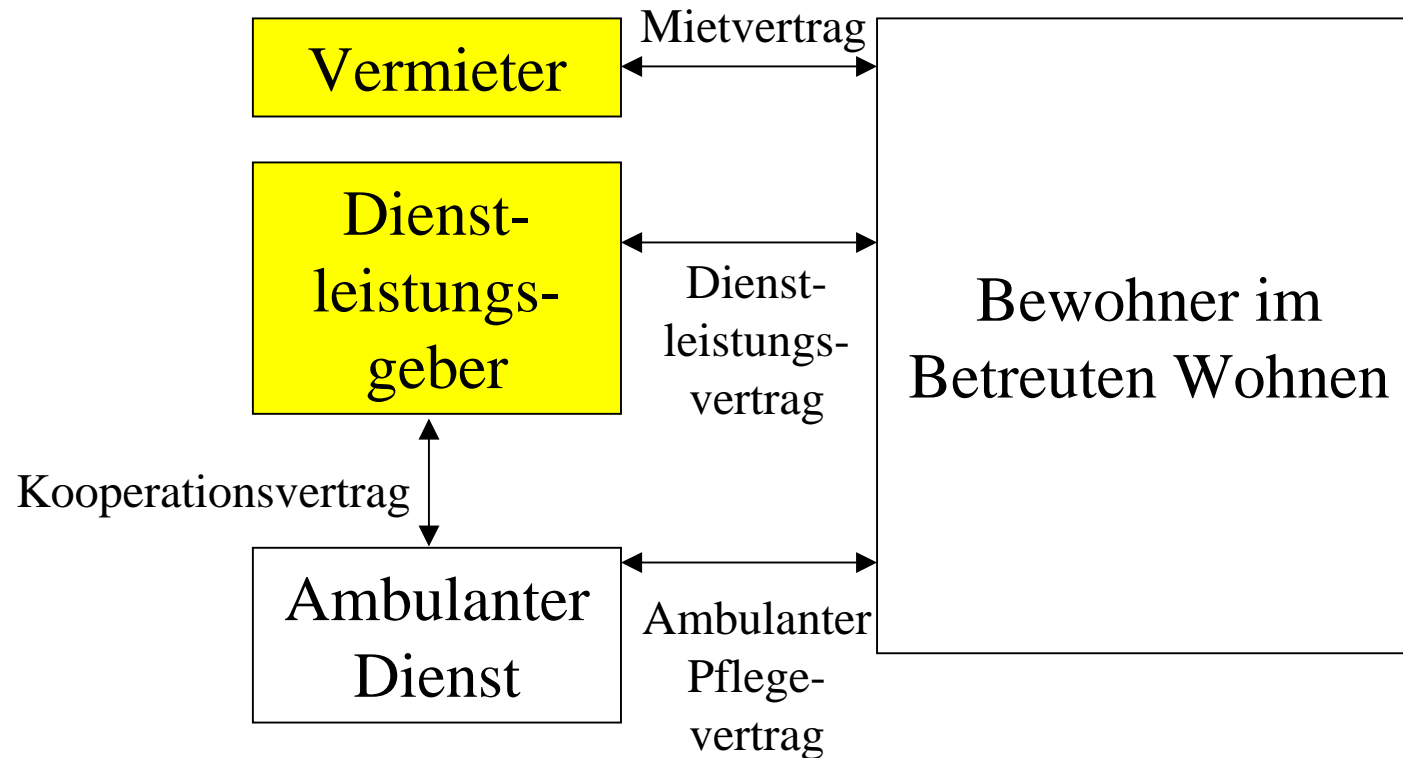 Mietvertrag
Vermieter
Dienst-
leistungs-
geber
Dienst-
leistungs-
vertrag
Bewohner im
Betreuten Wohnen
Kooperationsvertrag
Ambulanter
Dienst
Ambulanter
Pflege-
vertrag